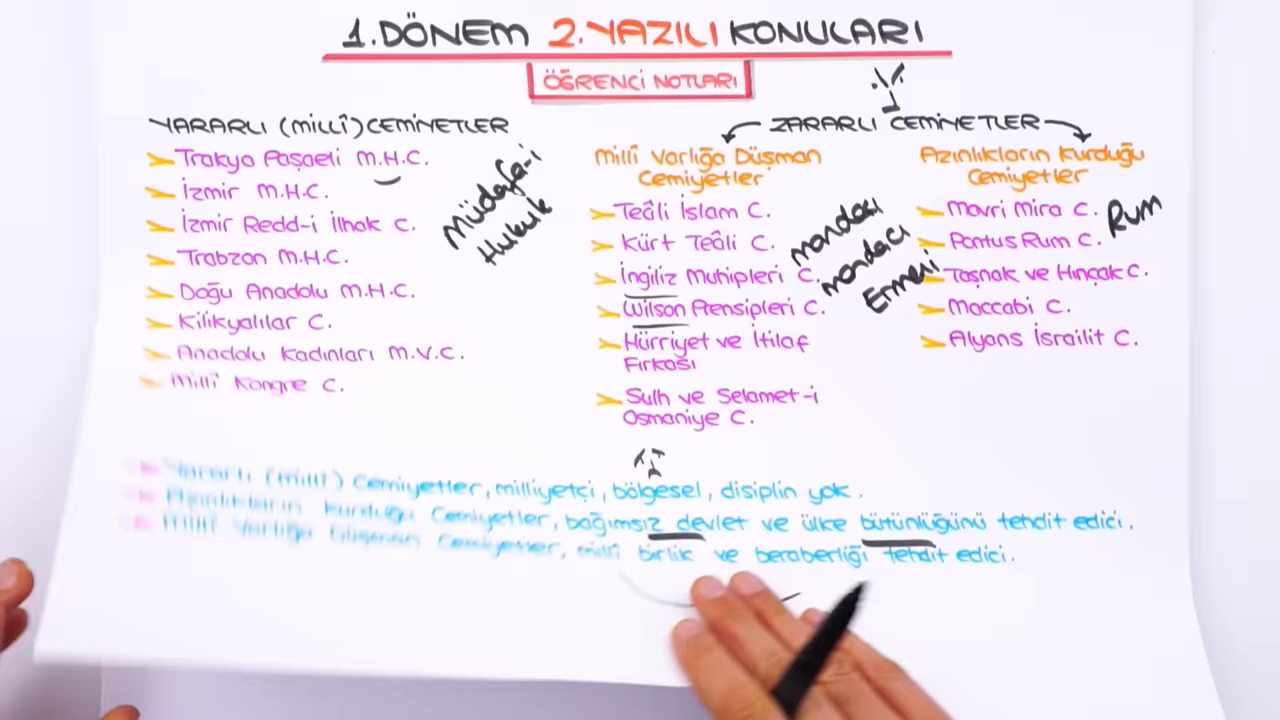 1.DÖNEM 2.YAZILI KONULARI
ÖĞRENCİ NOTLARI
YARARLI (MİLLÎ) CEMİYETLER
Trakya Paşaeli M.H.C.
İzmir M.H.C.
İzmir Redd-i İlhak C.
Trabzon M.H.C.
Doğu Anadolu M.H.C.
Kilikyalılar C.
Anadolu Kadınları M.V.C.
Millî Kongre C.
Müdafa-i
Hukuk
ZARARLI CEMİYETLER
Millî Varlığa Düşman
Cemiyetler
Teâli İslam C.
Kürt Teâli C.
İngiliz Muhipleri C.
Wilson Prensipleri C.
Hürriyet ve İtilaf
Fırkası
Sulh ve Selamet-i
Osmaniye C.
mandacı
mandacı
Azınlıkların Kurduğu
Cemiyetler
Mavri Mira C.
Pontus Rum C.
Taşnak ve Hınçak C.
Maccabi C.
Alyans İsrailit C.
Rum
Ermeni
Yararlı (millî) Cemiyetler, milliyetçi, bölgesel, disiplin yok.
Azınlıkların kurduğu Cemiyetler, bağımsız devlet ve ülke bütünlüğünü tehdit edici.
Millî Varlığa Düşman Cemiyetler, millî birlik ve beraberliği tehdit edici.